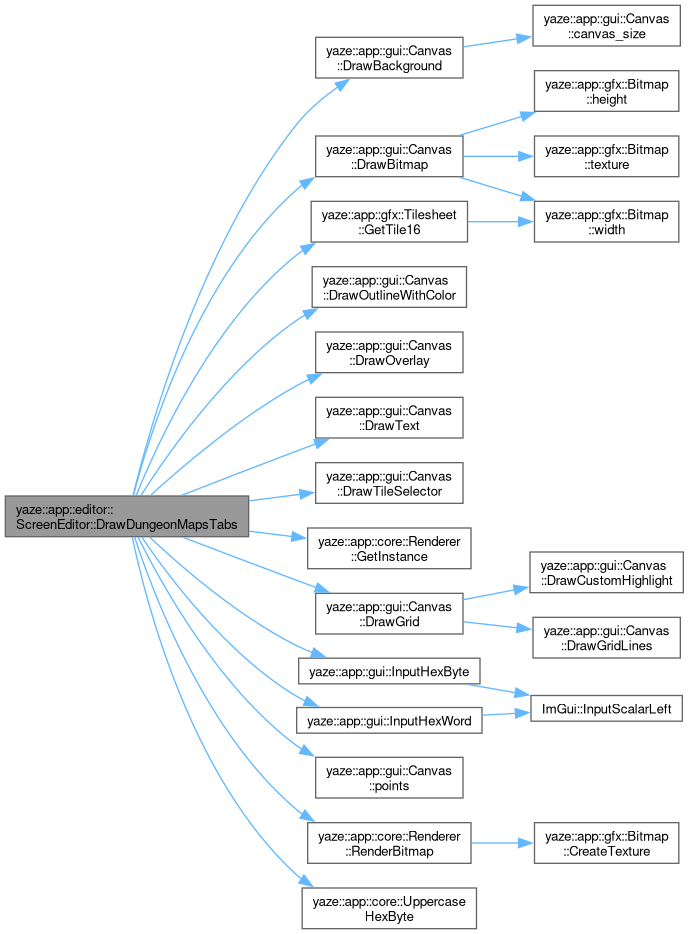 yaze::app::editor::
ScreenEditor::DrawDungeonMapsTabs
yaze::app::gui::Canvas
::DrawBackground
yaze::app::gui::Canvas
::canvas_size
yaze::app::gui::Canvas
::DrawBitmap
yaze::app::gfx::Bitmap
::height
yaze::app::gfx::Bitmap
::texture
yaze::app::gfx::Bitmap
::width
yaze::app::gfx::Tilesheet
::GetTile16
yaze::app::gui::Canvas
::DrawOutlineWithColor
yaze::app::gui::Canvas
::DrawOverlay
yaze::app::gui::Canvas
::DrawText
yaze::app::gui::Canvas
::DrawTileSelector
yaze::app::core::Renderer
::GetInstance
yaze::app::gui::Canvas
::DrawGrid
yaze::app::gui::Canvas
::DrawCustomHighlight
yaze::app::gui::Canvas
::DrawGridLines
yaze::app::gui::InputHexByte
ImGui::InputScalarLeft
yaze::app::gui::InputHexWord
yaze::app::gui::Canvas
::points
yaze::app::core::Renderer
::RenderBitmap
yaze::app::gfx::Bitmap
::CreateTexture
yaze::app::core::Uppercase
HexByte